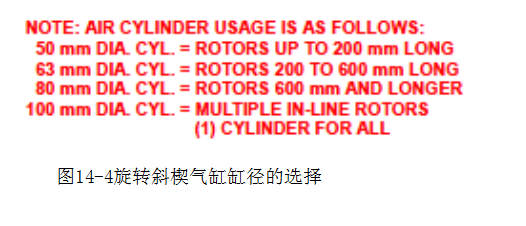 NOTE: AIR CYLINDER USAGE IS AS FOLLOWS:
50 mm DIA. CYL. = ROTORS UP TO 200 mm LONG
63 mm DIA. CYL. = ROTORS 200 TO 600 mm LONG
80 mm DIA. CYL. = ROTORS 600 mm AND LONGER
100 mm DIA. CYL. = MULTIPLE IN-LINE ROTORS
(1) CYLINDER FOR ALL
图14-4旋转斜楔气缸缸径的选择